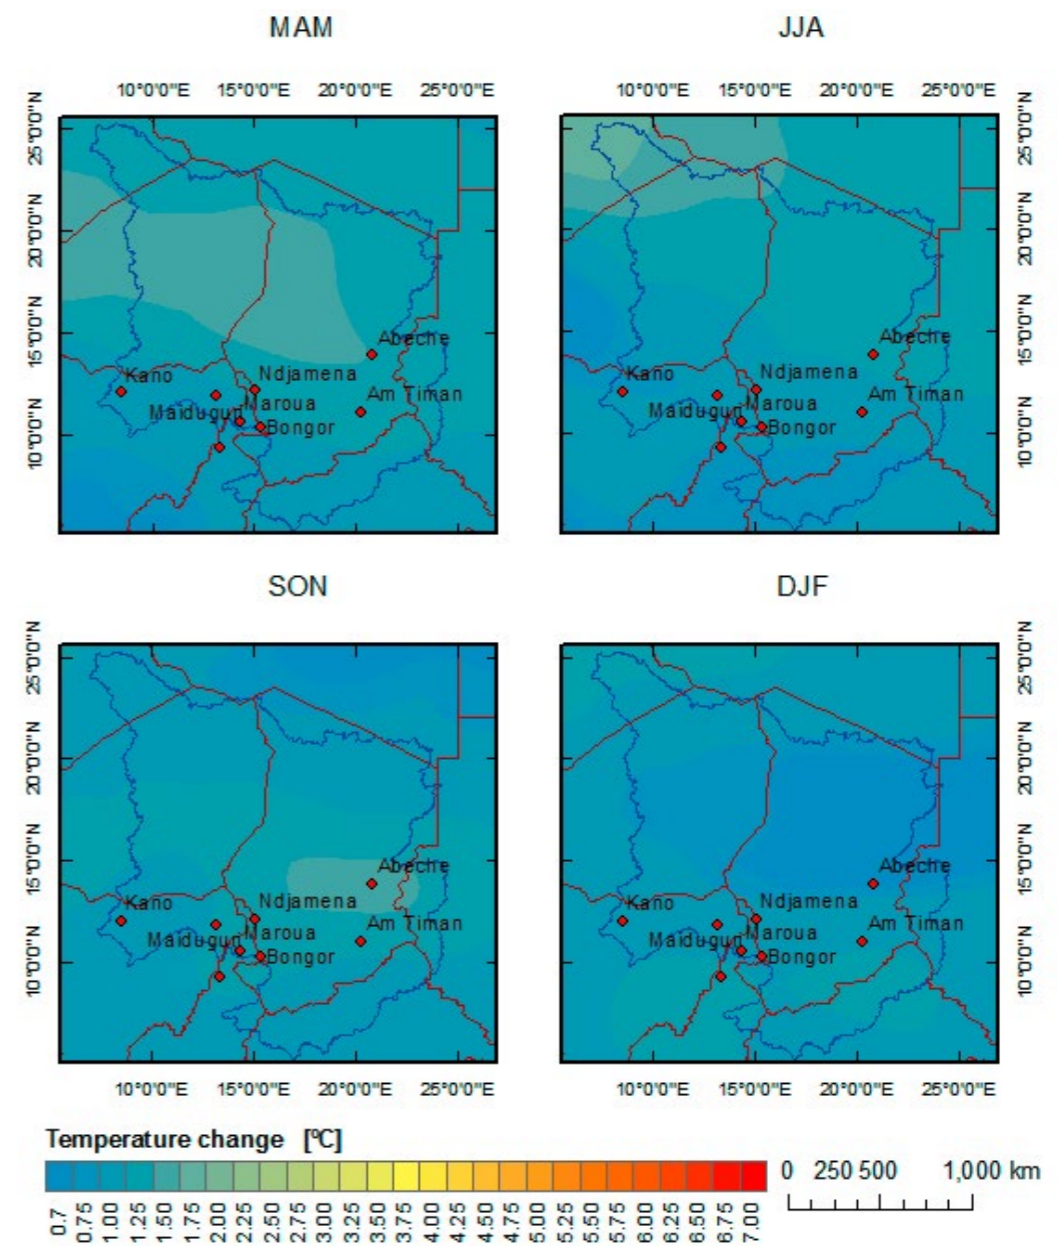 MAM
JJA
10°0'0"E 15°0'0"E 20°0'0"E 25°0'0"E
10°0'0"E 15°0'0"E 20°0'0"E 25°0'0"E
25°0'0"N
20°0'0"N
15°0'0"N
10°0'0"N
Abeche
Kano
Ndjamena
Am Timan
Maidugun
Maroua
Bongor
Abeche
Kano
Ndjamena
Am Timan
Maidugun
Maroua
Bongor
25°0'0"N
20°0'0"N
15°0'0"N
10°0'0"N
SON
DJF
25°0'0"N
20°0'0"N
15°0'0"N
10°0'0"N
Abeche
Kano
Ndjamena
Am Timan
Maidugun
Maroua
Bongor
Abeche
Kano
Ndjamena
Am Timan
Maidugun
Maroua
Bongor
25°0'0"N
20°0'0"N
15°0'0"N
10°0'0"N
10°0'0"E 15°0'0"E 20°0'0"E 25°0'0"E
10°0'0"E 15°0'0"E 20°0'0"E 25°0'0"E
Temperature change [ºC]
0.7 0.75 1.00 1.25 1.50 1.75 2.00 2.25 2.50 2.75 3.00 3.25 3.50 3.75 4.00 4.25 4.50 4.75 5.00 5.25 5.50 5.75 6.00 6.25 6.50 6.75 7.00
0 250 500 1,000 km